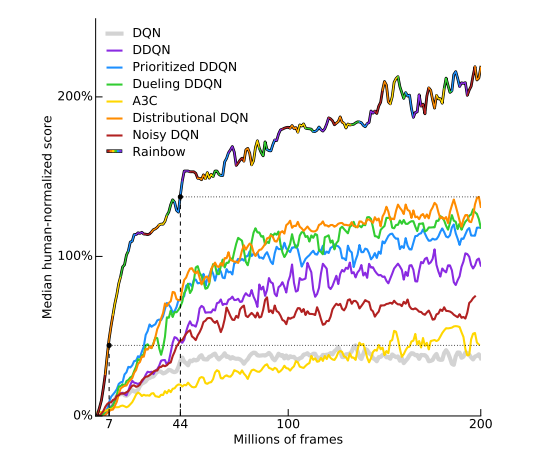 DQN
DDQN
Prioritized DDQN
Dueling DDQN
A3C
Distributional DQN
Noisy DQN
Rainbow
200%
100%
0%
Median human-normalized score
7 44 100 200
Millions of frames